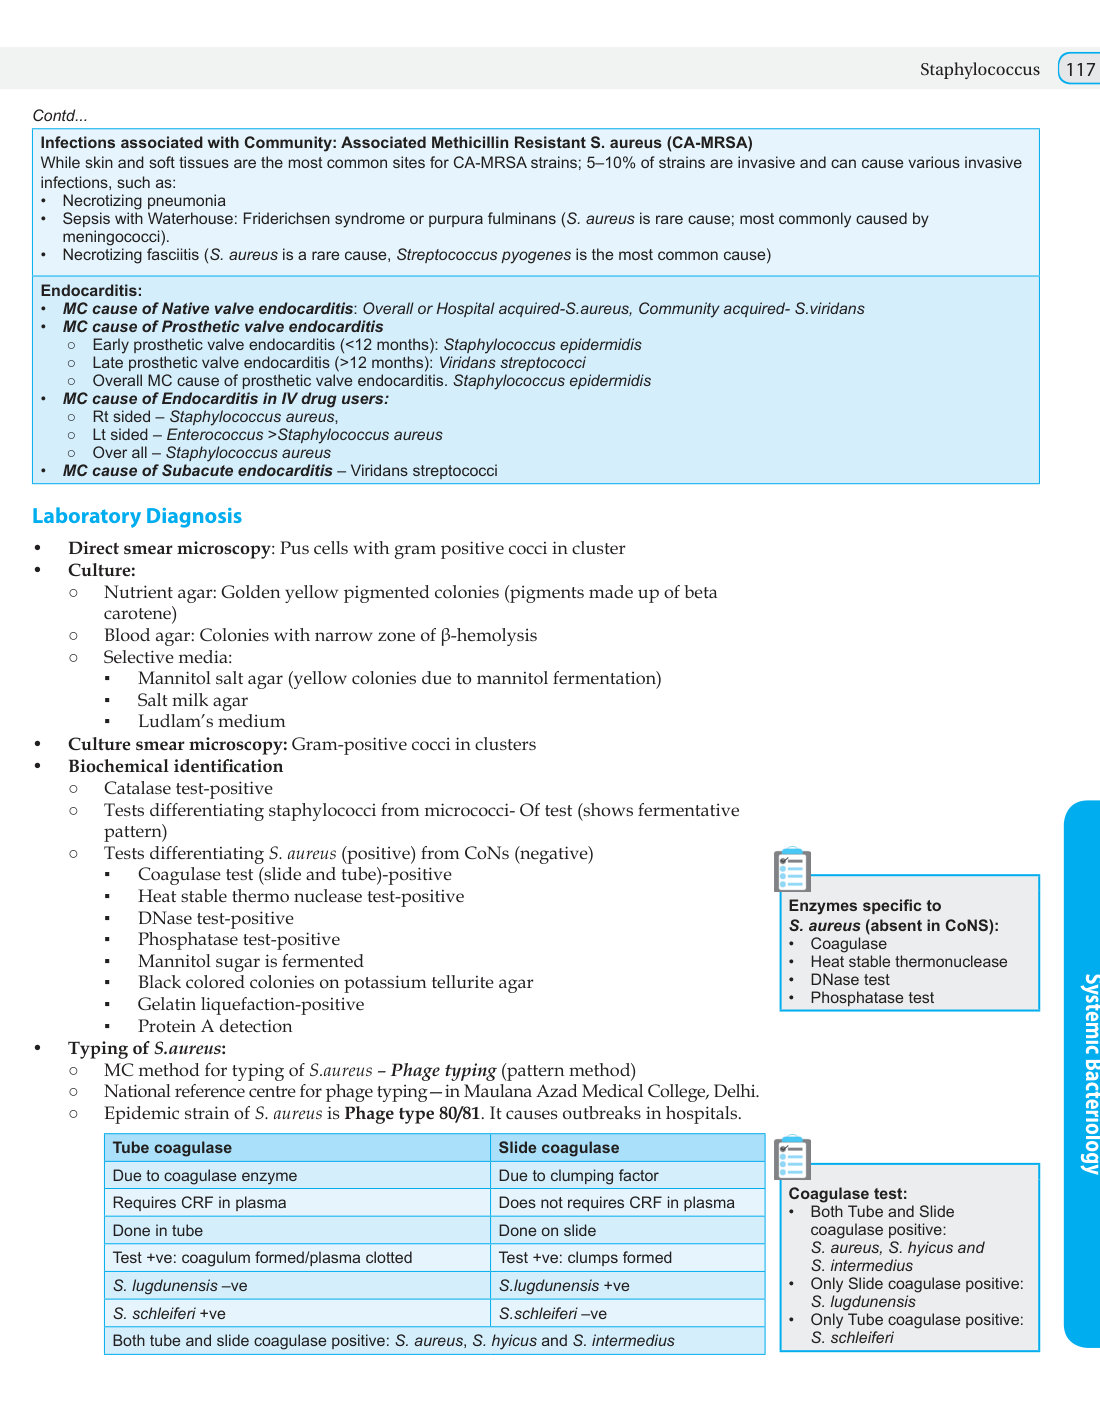 Staphylococcus 117
Contd...
Infections associated with Community: Associated Methicillin Resistant S. aureus (CA-MRSA)
While skin and soft tissues are the most common sites for CA-MRSA strains; 5–10% of strains are invasive and can cause various invasive
infections, such as:
• Necrotizing pneumonia
• Sepsis with Waterhouse: Friderichsen syndrome or purpura fulminans (S. aureus is rare cause; most commonly caused by
meningococci).
• Necrotizing fasciitis (S. aureus is a rare cause, Streptococcus pyogenes is the most common cause)
Endocarditis:
• MC cause of Native valve endocarditis: Overall or Hospital acquired-S.aureus, Community acquired- S.viridans
• MC cause of Prosthetic valve endocarditis
○ Early prosthetic valve endocarditis (<12 months): Staphylococcus epidermidis
○ Late prosthetic valve endocarditis (>12 months): Viridans streptococci
○ Overall MC cause of prosthetic valve endocarditis. Staphylococcus epidermidis
• MC cause of Endocarditis in IV drug users:
○ Rt sided – Staphylococcus aureus,
○ Lt sided – Enterococcus >Staphylococcus aureus
○ Over all – Staphylococcus aureus
• MC cause of Subacute endocarditis – Viridans streptococci
Laboratory Diagnosis
• Direct smear microscopy: Pus cells with gram positive cocci in cluster
• Culture:
○ Nutrient agar: Golden yellow pigmented colonies (pigments made up of beta
carotene)
○ Blood agar: Colonies with narrow zone of β-hemolysis
○ Selective media:
▪ Mannitol salt agar (yellow colonies due to mannitol fermentation)
▪ Salt milk agar
▪ Ludlam's medium
• Culture smear microscopy: Gram-positive cocci in clusters
• Biochemical identification
○ Catalase test-positive
○ Tests differentiating staphylococci from micrococci- Of test (shows fermentative
pattern)
○ Tests differentiating S. aureus (positive) from CoNs (negative)
▪ Coagulase test (slide and tube)-positive
▪ Heat stable thermo nuclease test-positive
▪ DNase test-positive
▪ Phosphatase test-positive
▪ Mannitol sugar is fermented
▪ Black colored colonies on potassium tellurite agar
▪ Gelatin liquefaction-positive
▪ Protein A detection
• Typing of S.aureus:
○ MC method for typing of S.aureus – Phage typing (pattern method)
○ National reference centre for phage typing—in Maulana Azad Medical College, Delhi.
○ Epidemic strain of S. aureus is Phage type 80/81. It causes outbreaks in hospitals.
Tube coagulase Slide coagulase
Due to coagulase enzyme Due to clumping factor
Requires CRF in plasma Does not requires CRF in plasma
Done in tube Done on slide
Test +ve: coagulum formed/plasma clotted Test +ve: clumps formed
S. lugdunensis –ve S.lugdunensis +ve
S. schleiferi +ve S.schleiferi –ve
Both tube and slide coagulase positive: S. aureus, S. hyicus and S. intermedius
Enzymes specific to
S. aureus (absent in CoNS):
• Coagulase
• Heat stable thermonuclease
• DNase test
• Phosphatase test
Coagulase test:
• Both Tube and Slide
coagulase positive:
S. aureus, S. hyicus and
S. intermedius
• Only Slide coagulase positive:
S. lugdunensis
• Only Tube coagulase positive:
S. schleiferi
Systemic Bacteriology